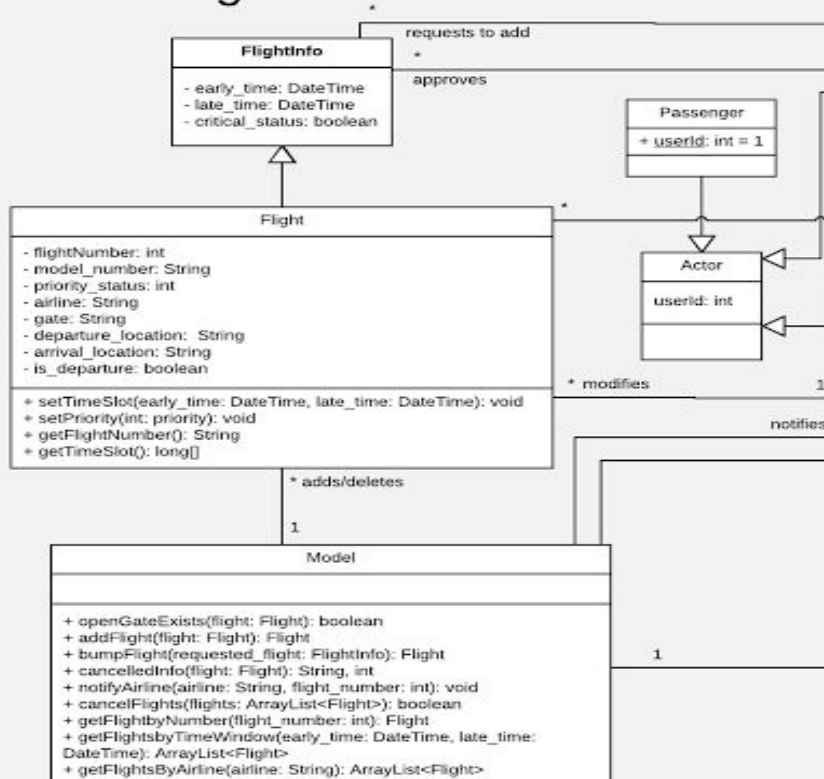 *
requests to add
FlightInfo
*
approves
- early_time: DateTime
- late_time: DateTime
- critical_status: boolean
Passenger
+ userId: int = 1
Flight
*
- flightNumber: int
- model_number: String
- priority_status: int
- airline: String
- gate: String
- departure_location: String
- arrival_location: String
- is_departure: boolean
Actor
userId: int
* modifies
1
+ setTimeSlot(early_time: DateTime, late_time: DateTime): void
+ setPriority(int: priority): void
+ getFlightNumber(): String
+ getTimeSlot(): long[]
notifies
* adds/deletes
1
Model
+ openGateExists(flight: Flight): boolean
+ addFlight(flight: Flight): Flight
+ bumpFlight(requested_flight: FlightInfo): Flight
+ cancelledInfo(flight: Flight): String, int
+ notifyAirline(airline: String, flight_number: int): void
+ cancelFlights(flights: ArrayList<Flight>): boolean
+ getFlightbyNumber(flight_number: int): Flight
+ getFlightsbyTimeWindow(early_time: DateTime, late_time:
DateTime): ArrayList<Flight>
+ getFlightsByAirline(airline: String): ArrayList<Flight>
1